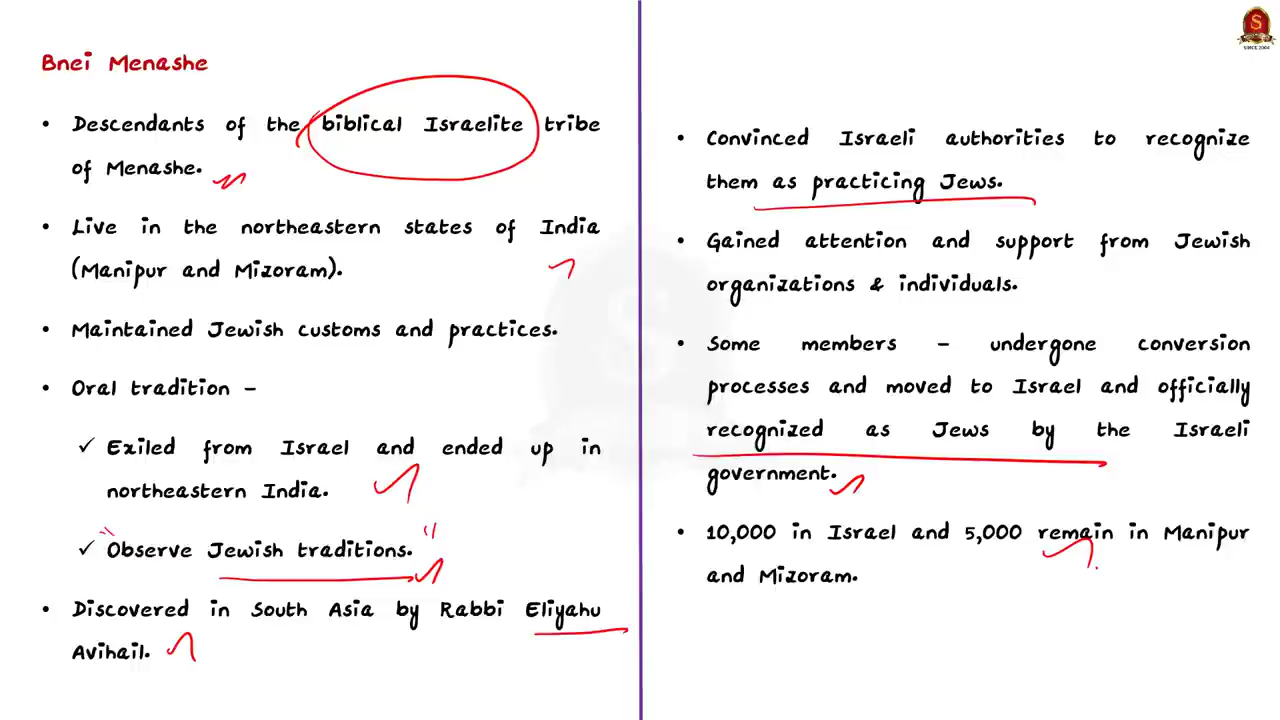 Bnei Menashe
• Descendants of the biblical Israelite tribe
of Menashe.
• Live in the northeastern states of India
(Manipur and Mizoram).
• Maintained Jewish customs and practices.
• Oral tradition –
✓ Exiled from Israel and ended up in
northeastern India.
✓ "Observe Jewish traditions."
• Discovered in South Asia by Rabbi Eliyahu
Avihail.
• Convinced Israeli authorities to recognize
them as practicing Jews.
• Gained attention and support from Jewish
organizations & individuals.
• Some members – undergone conversion
processes and moved to Israel and officially
recognized as Jews by the Israeli
government.
• 10,000 in Israel and 5,000 remain in Manipur
and Mizoram.
S
SINCE 2004